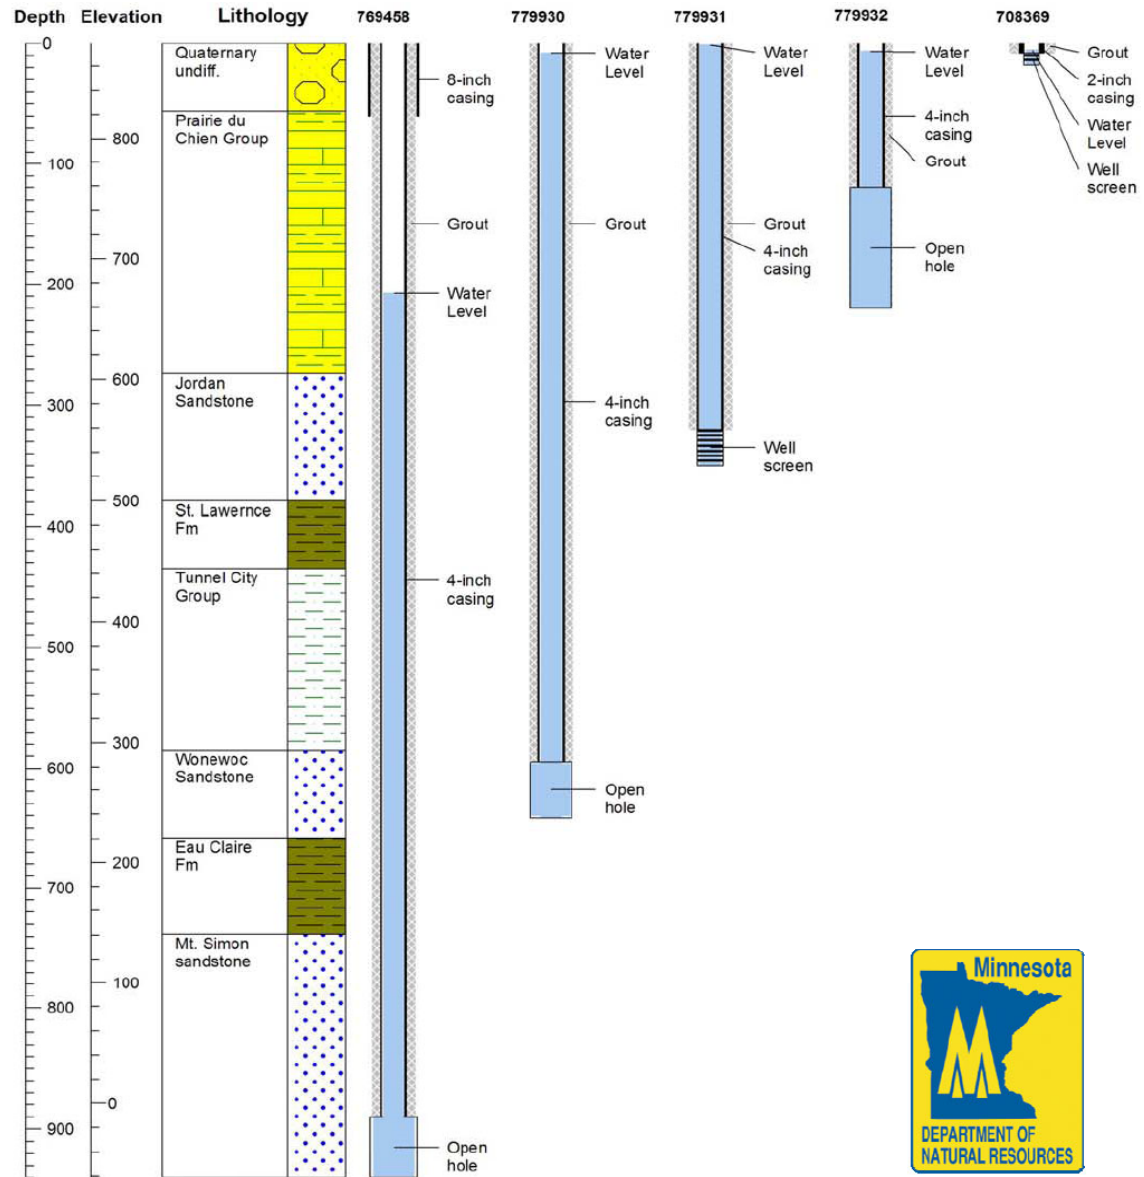 Depth Elevation Lithology 769458 779930 779931 779932 708369
0
100
200
300
400
500
600
700
800
900
800
700
600
500
400
300
200
100
0
Quaternary
undiff.
Prairie du
Chien Group
Jordan
Sandstone
St. Lawernce
Fm
Tunnel City
Group
Wonewoc
Sandstone
Eau Claire
Fm
Mt. Simon
sandstone
8-inch
casing
Grout
Water
Level
4-inch
casing
Open
hole
Water
Level
Grout
4-inch
casing
Open
hole
Water
Level
Grout
4-inch
casing
Well
screen
Water
Level
4-inch
casing
Grout
Open
hole
Grout
2-inch
casing
Water
Level
Well
screen
Minnesota
DEPARTMENT OF
NATURAL RESOURCES